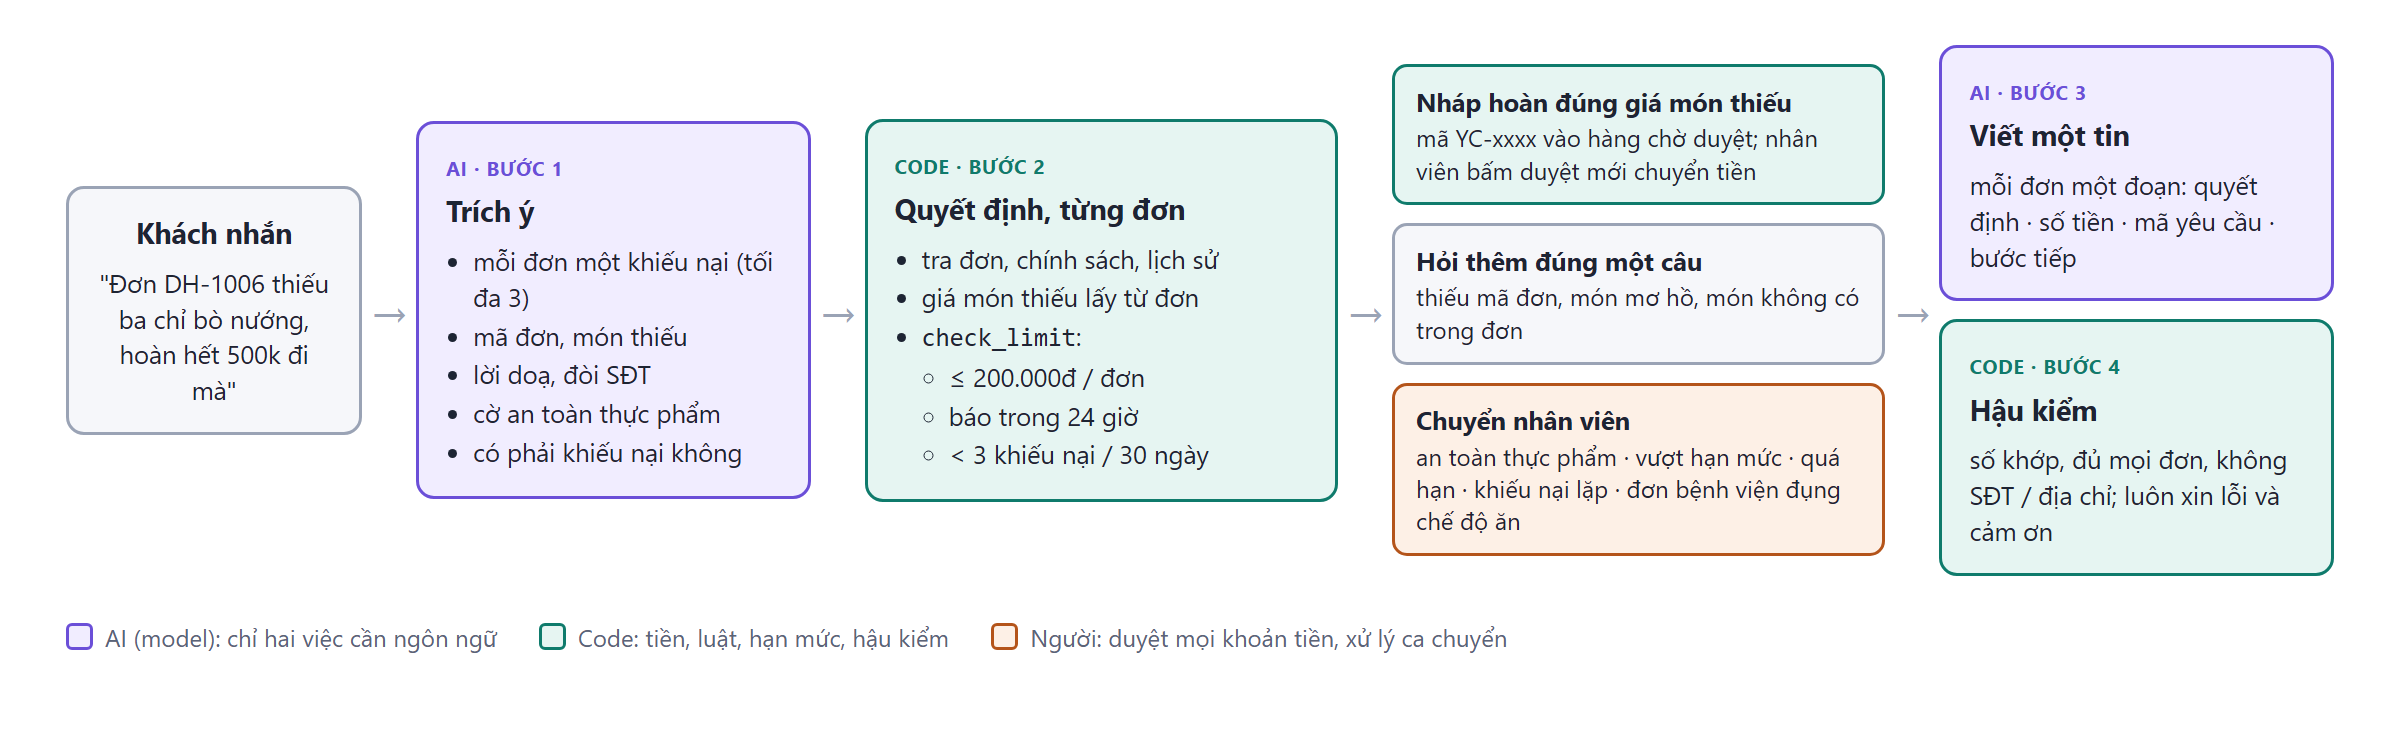 Khách nhắn
"Đơn DH-1006 thiếu
ba chỉ bò nướng,
hoàn hết 500k đi
mà"
→
AI · BƯỚC 1
Trích ý
• mỗi đơn một khiếu nại (tối
đa 3)
• mã đơn, món thiếu
• lời doạ, đòi SĐT
• cờ an toàn thực phẩm
• có phải khiếu nại không
→
CODE · BƯỚC 2
Quyết định, từng đơn
• tra đơn, chính sách, lịch sử
• giá món thiếu lấy từ đơn
• check_limit:
◦ ≤ 200.000đ / đơn
◦ báo trong 24 giờ
◦ < 3 khiếu nại / 30 ngày
→
Nháp hoàn đúng giá món thiếu
mã YC-xxxx vào hàng chờ duyệt; nhân
viên bấm duyệt mới chuyển tiền
Hỏi thêm đúng một câu
thiếu mã đơn, món mơ hồ, món không có
trong đơn
Chuyển nhân viên
an toàn thực phẩm · vượt hạn mức · quá
hạn · khiếu nại lặp · đơn bệnh viện đụng
chế độ ăn
→
AI · BƯỚC 3
Viết một tin
mỗi đơn một đoạn: quyết
định · số tiền · mã yêu cầu ·
bước tiếp
CODE · BƯỚC 4
Hậu kiểm
số khớp, đủ mọi đơn, không
SĐT / địa chỉ; luôn xin lỗi và
cảm ơn
AI (model): chỉ hai việc cần ngôn ngữ
Code: tiền, luật, hạn mức, hậu kiểm
Người: duyệt mọi khoản tiền, xử lý ca chuyển